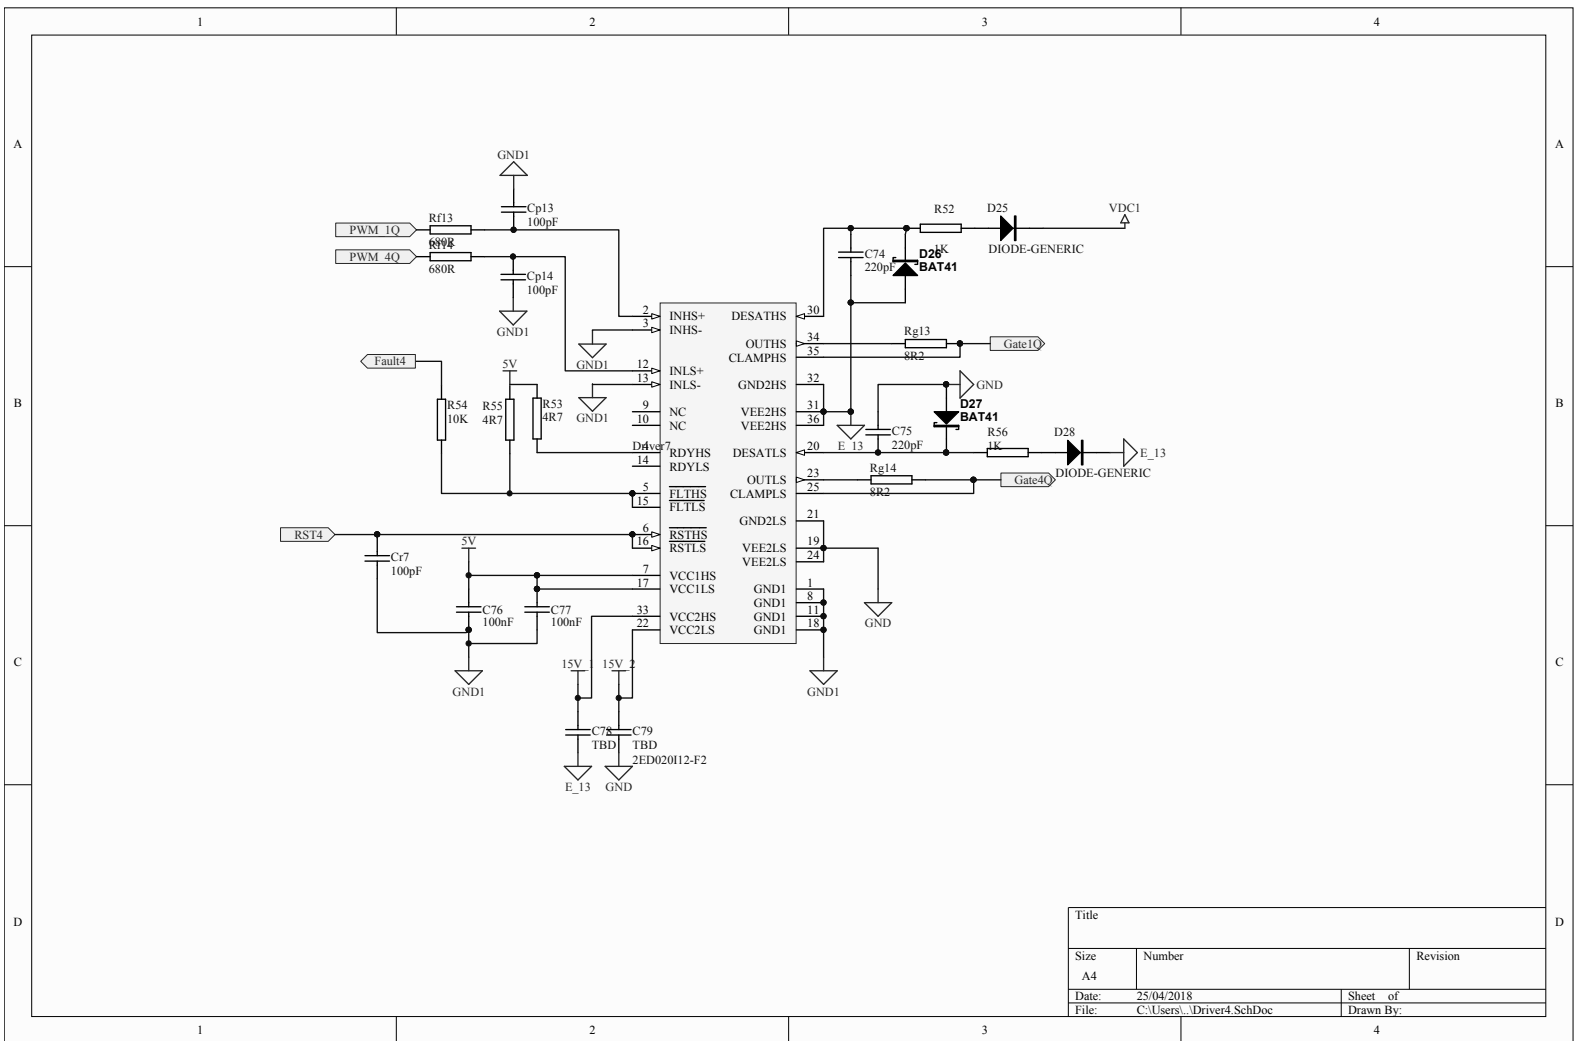 1 2 3 4
A A
B B
C C
D D
1 2 3 4
GND1
Cp13
100pF
PWM_1Q
Rf13
680R
PWM_4Q
Rf14
680R
Cp14
100pF
GND1
R52
1K
D25
DIODE-GENERIC
VDC1
C74
220pF
D26
BAT41
2 INHS+
3 INHS-
GND1
12 INLS+
13 INLS-
GND1
9 NC
10 NC
Driver7
4 RDYHS
14 RDYLS
5 FLTHS
15 FLTLS
6 RSTHS
16 RSTLS
7 VCC1HS
17 VCC1LS
33 VCC2HS
22 VCC2LS
DESATHS 30
OUTHS 34
CLAMPHS 35
GND2HS 32
VEE2HS 31
VEE2HS 36
DESATLS 20
OUTLS 23
CLAMPLS 25
GND2LS 21
VEE2LS 19
VEE2LS 24
GND1 1
GND1 8
GND1 11
GND1 18
Rg13
8R2
Gate1Q
GND
D27
BAT41
E_13
C75
220pF
R56
1K
D28
DIODE-GENERIC
E_13
Rg14
8R2
Gate4Q
GND
GND1
Fault4
5V
R54
10K
R55
4R7
R53
4R7
RST4
Cr7
100pF
5V
C76
100nF
C77
100nF
GND1
15V_1
15V_2
C78
TBD
C79
TBD
2ED020I12-F2
E_13
GND
Title
Size
A4
Number
Revision
Date: 25/04/2018
Sheet of
File: C:\Users\..\Driver4.SchDoc
Drawn By: